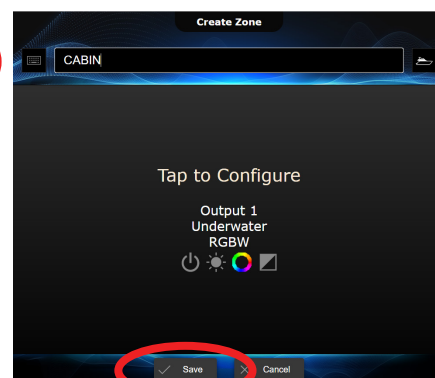 Create Zone
CABIN
Tap to Configure
Output 1
Underwater
RGBW
Save Cancel